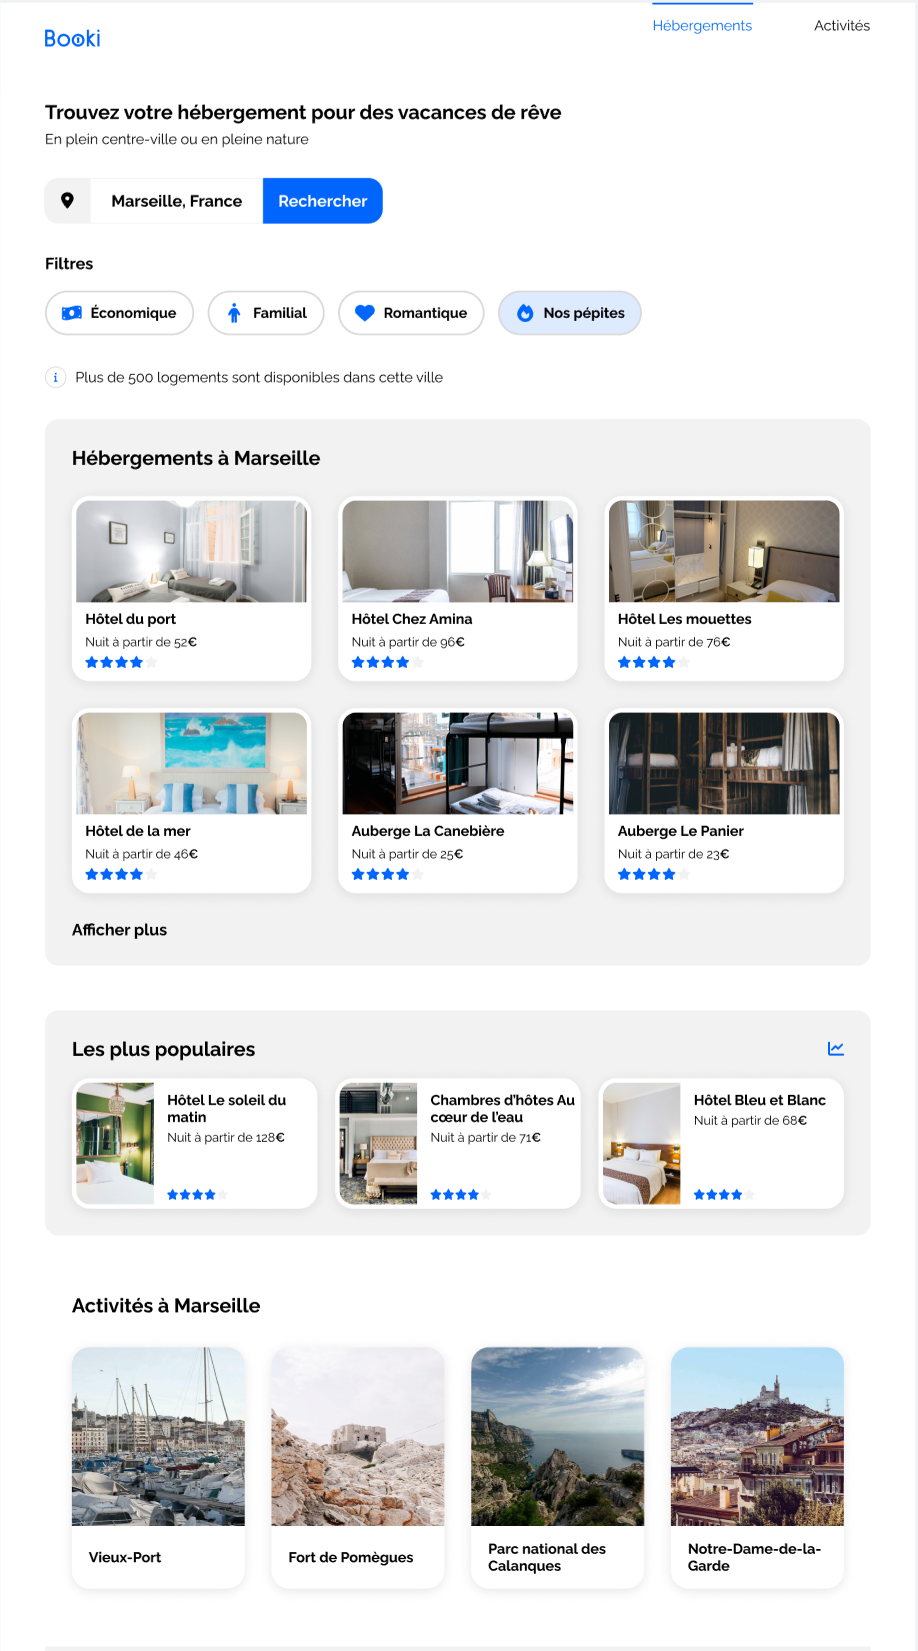 Booki
Hébergements
Activités
Trouvez votre hébergement pour des vacances de rêve
En plein centre-ville ou en pleine nature
Marseille, France
Rechercher
Filtres
Économique
Familial
Romantique
Nos pépites
Plus de 500 logements sont disponibles dans cette ville
Hébergements à Marseille
Hôtel du port
Nuit à partir de 52€
Hôtel Chez Amina
Nuit à partir de 96€
Hôtel Les mouettes
Nuit à partir de 76€
Hôtel de la mer
Nuit à partir de 46€
Auberge La Canebière
Nuit à partir de 25€
Auberge Le Panier
Nuit à partir de 23€
Afficher plus
Les plus populaires
Hôtel Le soleil du
matin
Nuit à partir de 128€
Chambres d'hôtes Au
cœur de l'eau
Nuit à partir de 71€
Hôtel Bleu et Blanc
Nuit à partir de 68€
Activités à Marseille
Vieux-Port
Fort de Pomègues
Parc national des
Calanques
Notre-Dame-de-la-
Garde